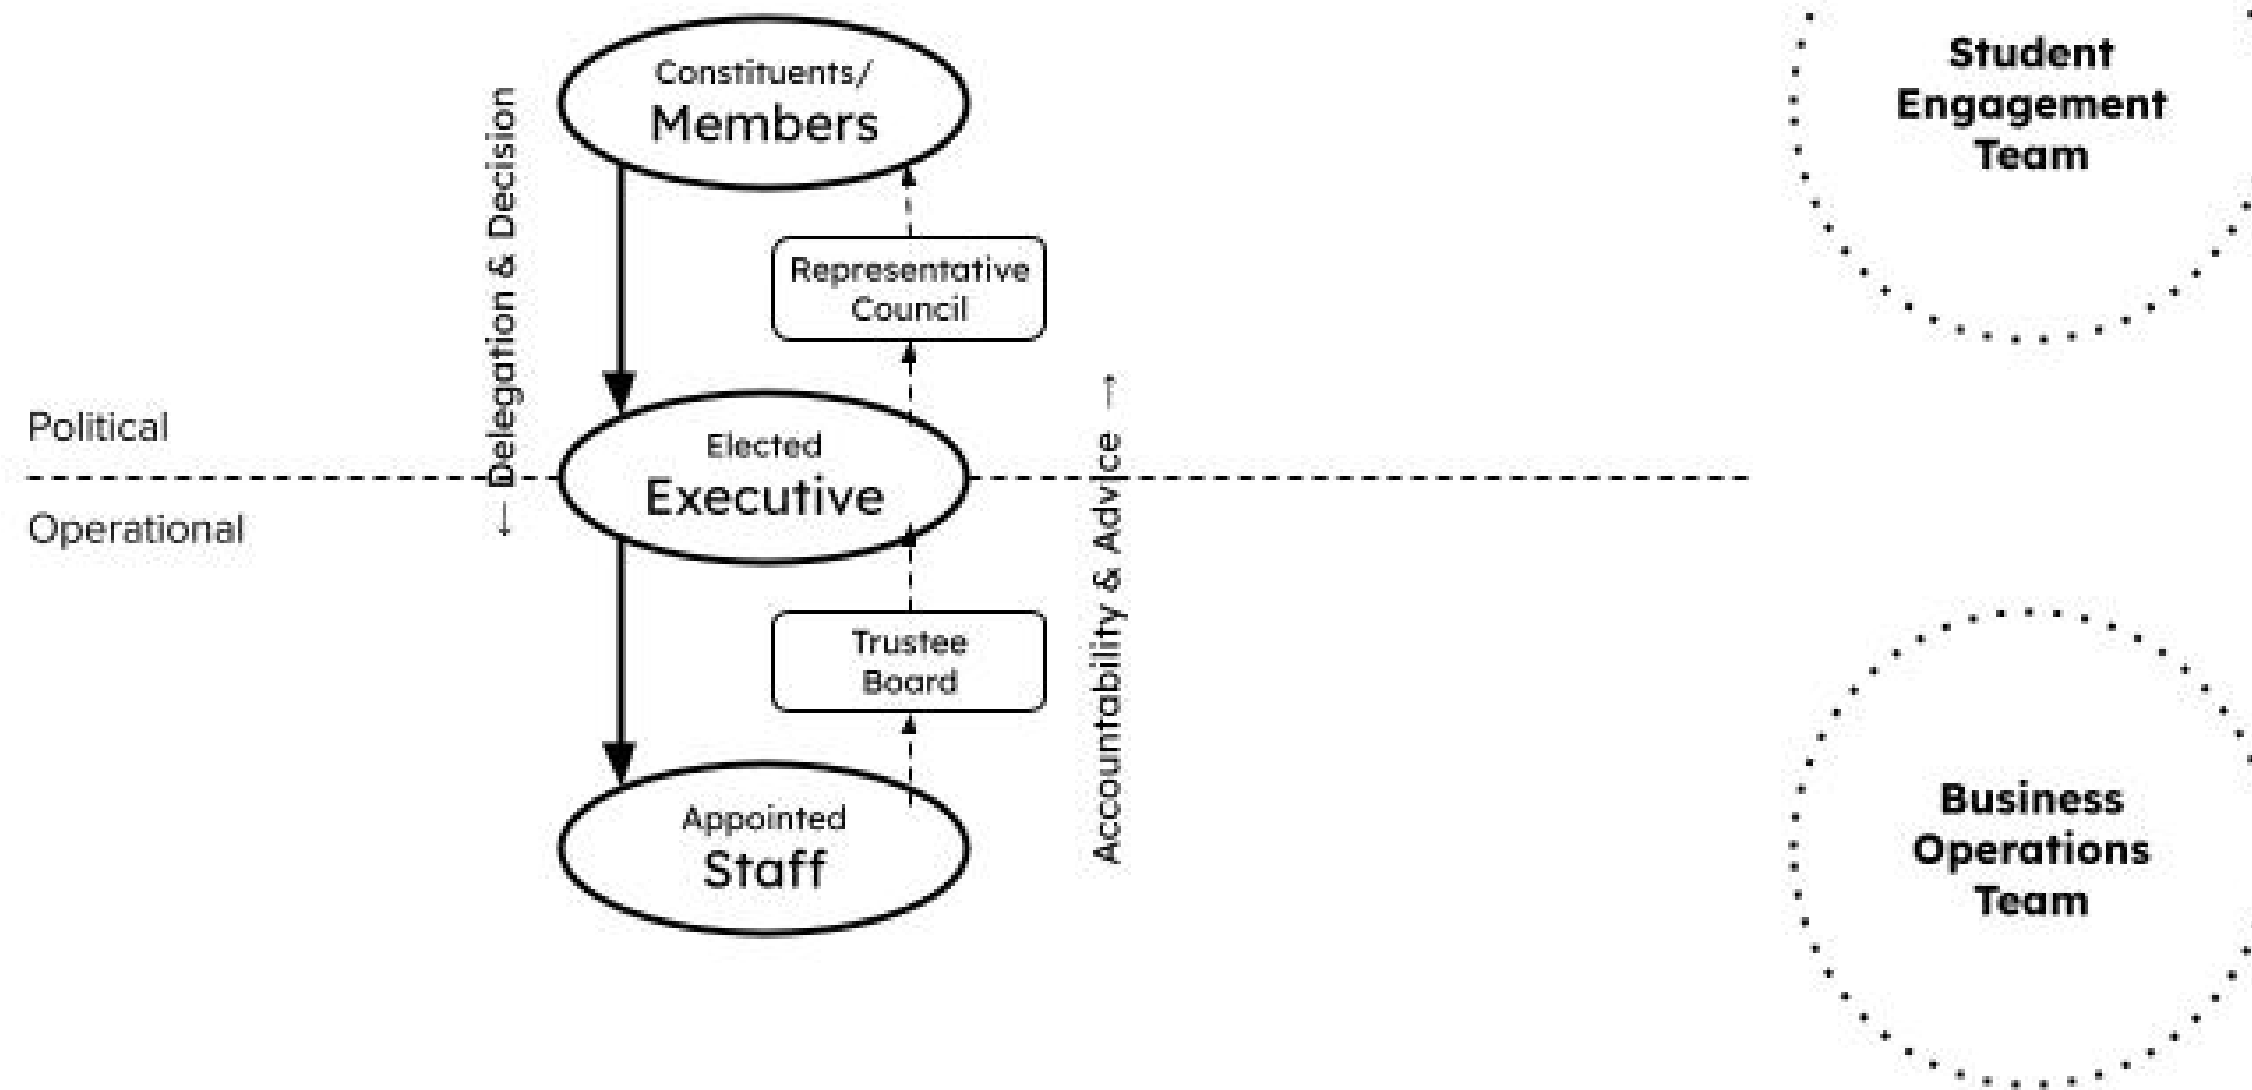 Constituents/
Members
← Delegation & Decision
Representative
Council
Political
Operational
Elected
Executive
Accountability & Advice →
Trustee
Board
Appointed
Staff
Student
Engagement
Team
Business
Operations
Team